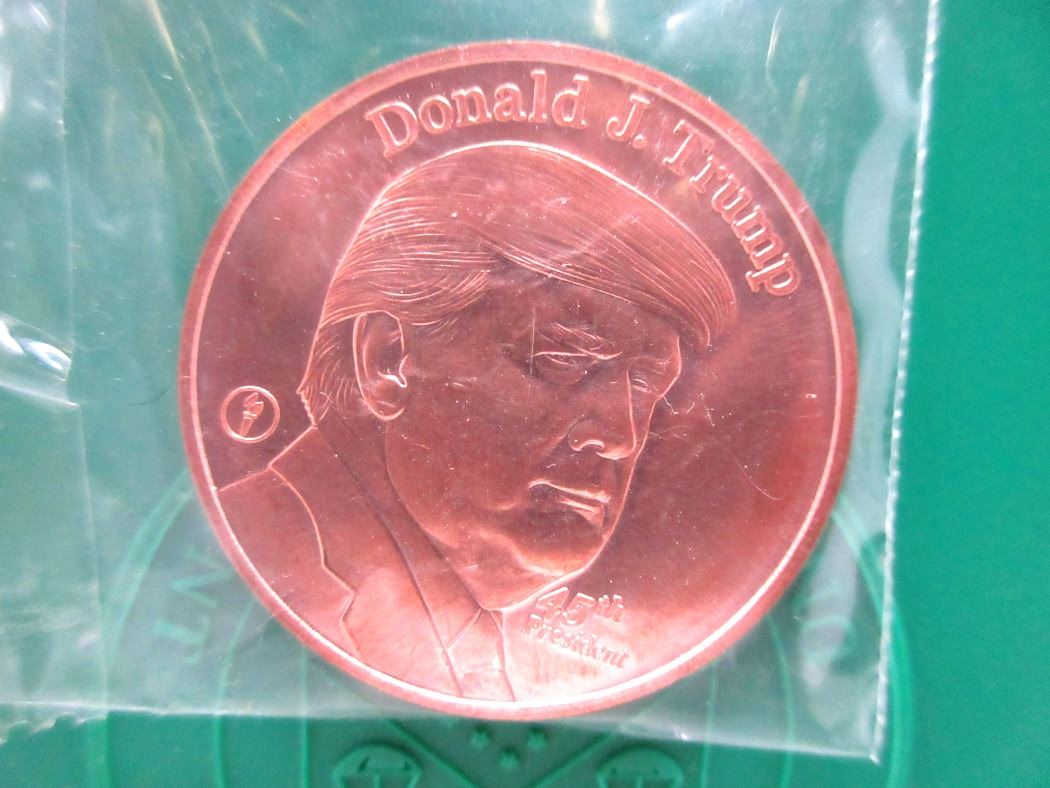 Donald J. Trump
45th
President